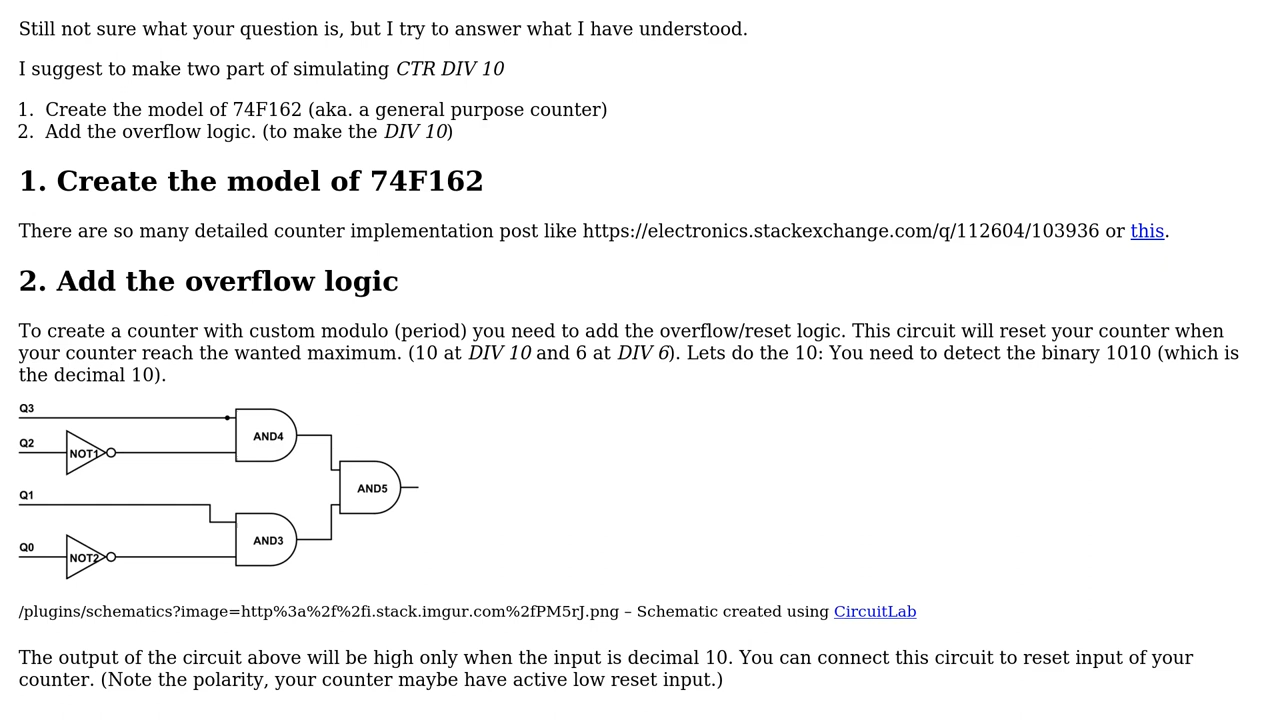 Still not sure what your question is, but I try to answer what I have understood.
I suggest to make two part of simulating CTR DIV 10
1. Create the model of 74F162 (aka. a general purpose counter)
2. Add the overflow logic. (to make the DIV 10)
1. Create the model of 74F162
There are so many detailed counter implementation post like https://electronics.stackexchange.com/q/112604/103936 or this.
2. Add the overflow logic
To create a counter with custom modulo (period) you need to add the overflow/reset logic. This circuit will reset your counter when
your counter reach the wanted maximum. (10 at DIV 10 and 6 at DIV 6). Lets do the 10: You need to detect the binary 1010 (which is
the decimal 10).
Q3
AND4
Q2
NOT1
AND5
Q1
AND3
Q0
NOT2
/plugins/schematics?image=http%3a%2f%2fi.stack.imgur.com%2fPM5rJ.png – Schematic created using CircuitLab
The output of the circuit above will be high only when the input is decimal 10. You can connect this circuit to reset input of your
counter. (Note the polarity, your counter maybe have active low reset input.)